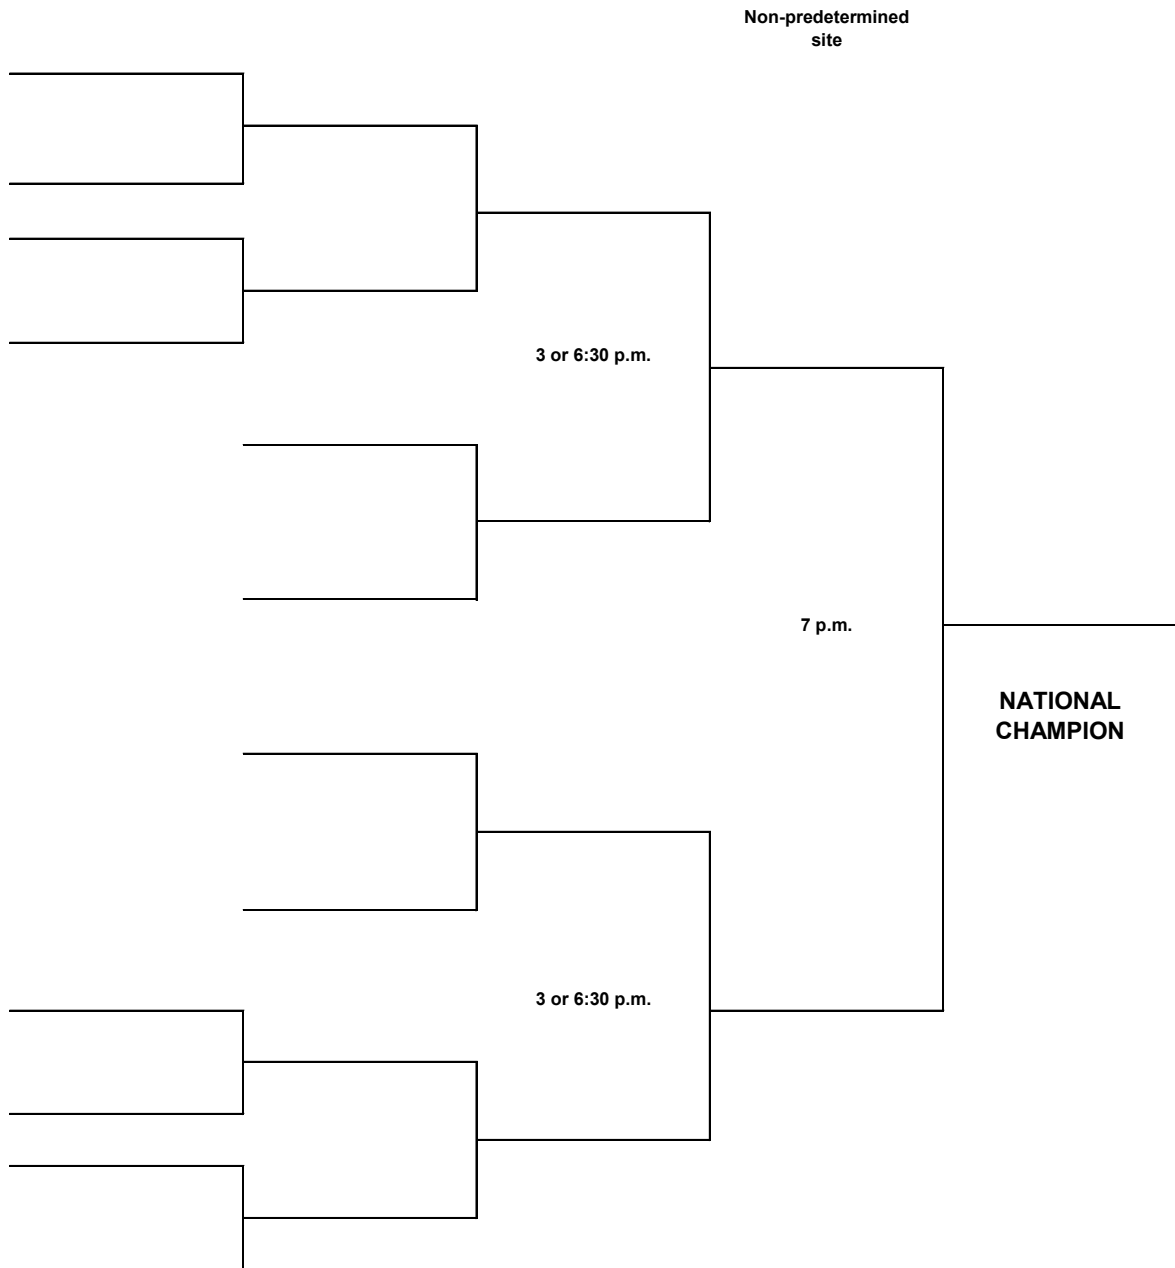 Non-predetermined
site
3 or 6:30 p.m.
7 p.m.
NATIONAL
CHAMPION
3 or 6:30 p.m.